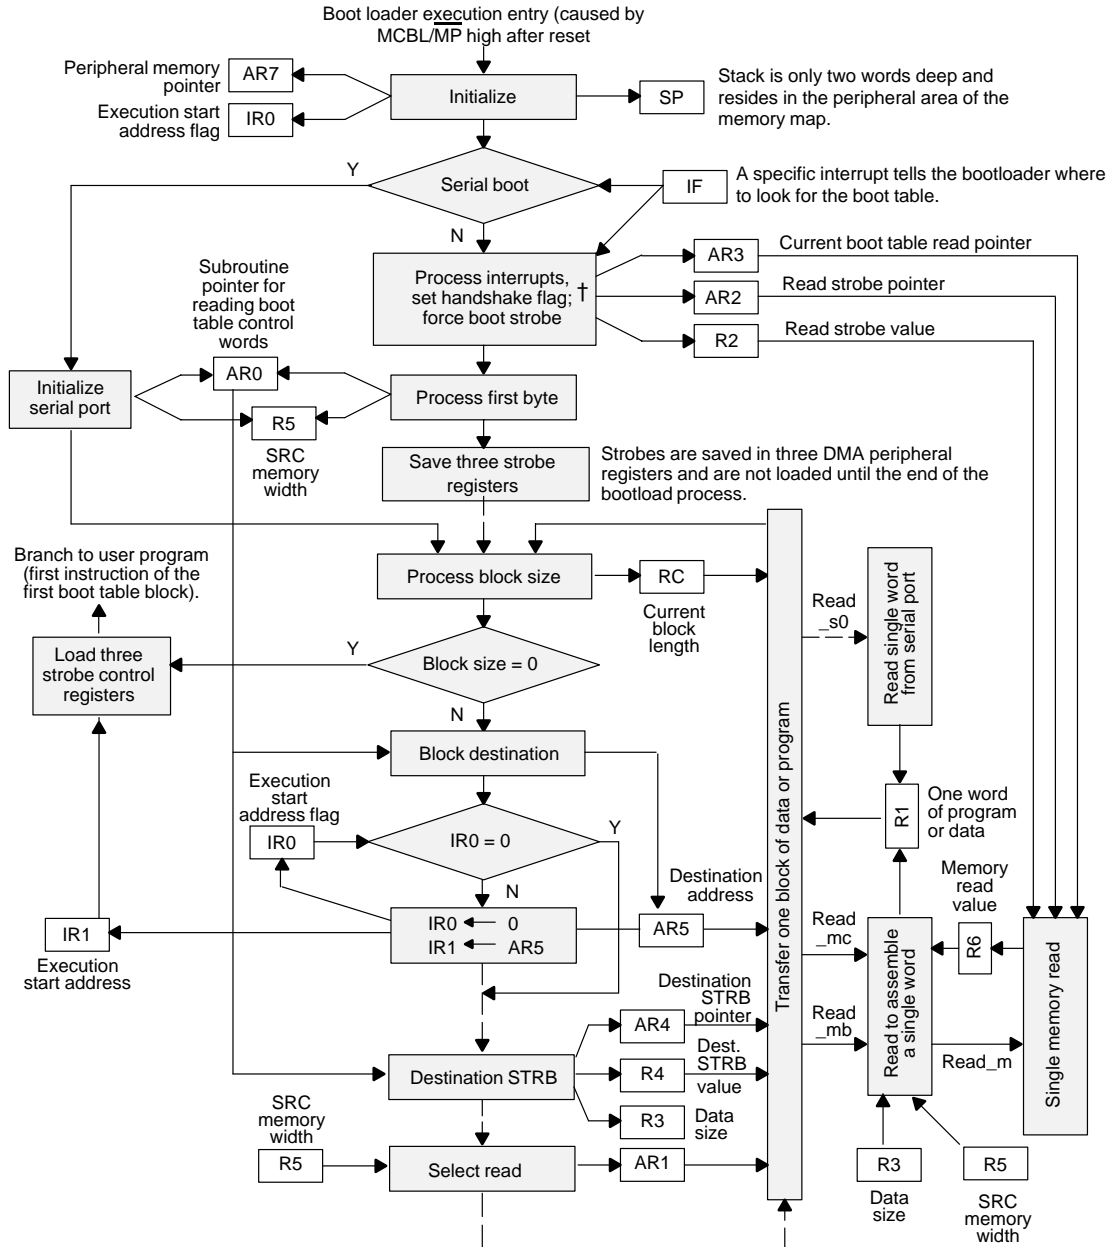 Boot loader execution entry (caused by
MCBL/MP high after reset
Peripheral memory
pointer
AR7
Execution start
address flag
IR0
Initialize
SP
Stack is only two words deep and
resides in the peripheral area of the
memory map.
Y
Serial boot
IF
A specific interrupt tells the bootloader where
to look for the boot table.
N
Process interrupts,
set handshake flag; †
force boot strobe
AR3
Current boot table read pointer
AR2
Read strobe pointer
R2
Read strobe value
Subroutine
pointer for
reading boot
table control
words
AR0
Initialize
serial port
R5
SRC
memory
width
Process first byte
Save three strobe
registers
Strobes are saved in three DMA peripheral
registers and are not loaded until the end of the
bootload process.
Branch to user program
(first instruction of the
first boot table block).
Process block size
RC
Current
block
length
Load three
strobe control
registers
Y
Block size = 0
N
Block destination
Execution
start
address flag
IR0
IR0 = 0
Y
N
IR0 0
IR1 AR5
IR1
Execution
start address
Destination
address
AR5
Destination
STRB
pointer
AR4
Destination STRB
R4
Dest.
STRB
value
R3
Data
size
SRC
memory
width
R5
Select read
AR1
Transfer one block of data or program
Read
_s0
Read single word
from serial port
R1
One word
of program
or data
Memory
read
value
R6
Read
_mc
Read
_mb
Read to assemble
a single word
Read_m
Single memory read
R3
Data
size
R5
SRC
memory
width